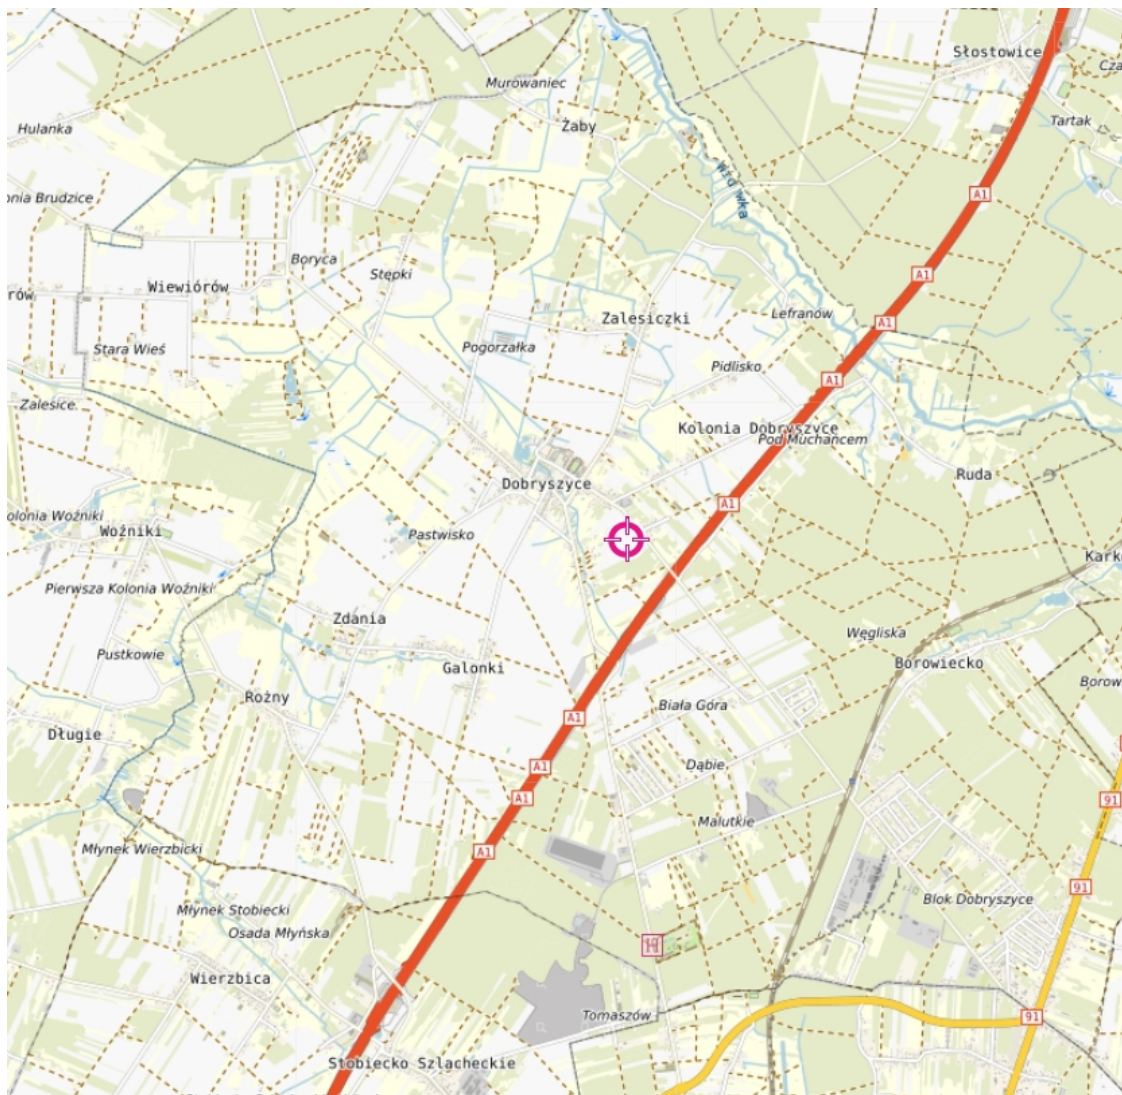 Słostowice
Murowaniec
Hulanka
Żaby
Tartak
Widawka
A1
onia Brudzice
Boryca
Stępki
A1
Wiewiórów
rów
Lefranów
Zalesiczki
A1
Stara Wieś
Pogorzałka
Pidlisko
A1
Zalesice
Kolonia Dobryszyce
Pod Muchańcem
Ruda
Dobryszyce
A1
olonia Woźniki
Woźniki
Pastwisko
Pierwsza Kolonia Woźniki
Zdania
Węgliska
Pustkowie
Galonki
Borowiecko
Rożny
Biała Góra
Borow
Długie
A1
Dąbie
A1
A1
91
Malutkie
Młynek Wierzbicki
A1
91
Blok Dobryszyce
Młynek Stobiecki
Osada Młyńska
Wierzbica
Tomaszów
91
Stobiecko Szlacheckie